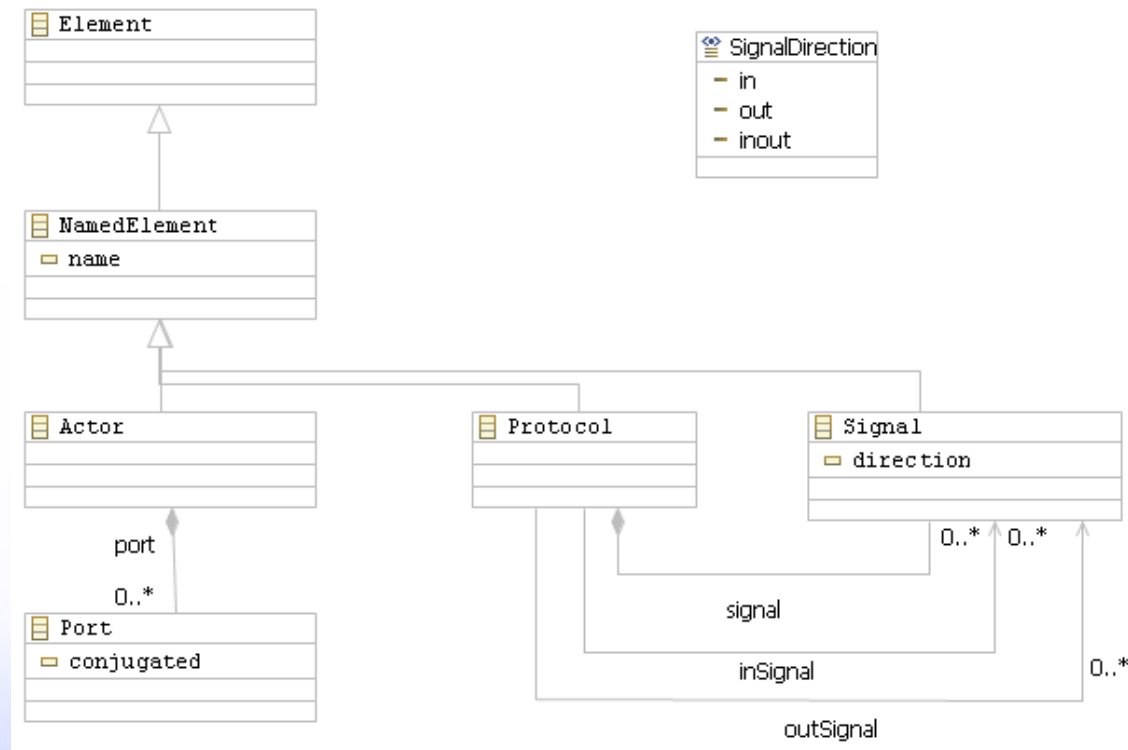 Element
SignalDirection
in
out
inout
NamedElement
name
Actor
Protocol
Signal
direction
port
0..*
0..*
0..*
signal
Port
conjugated
inSignal
0..*
outSignal